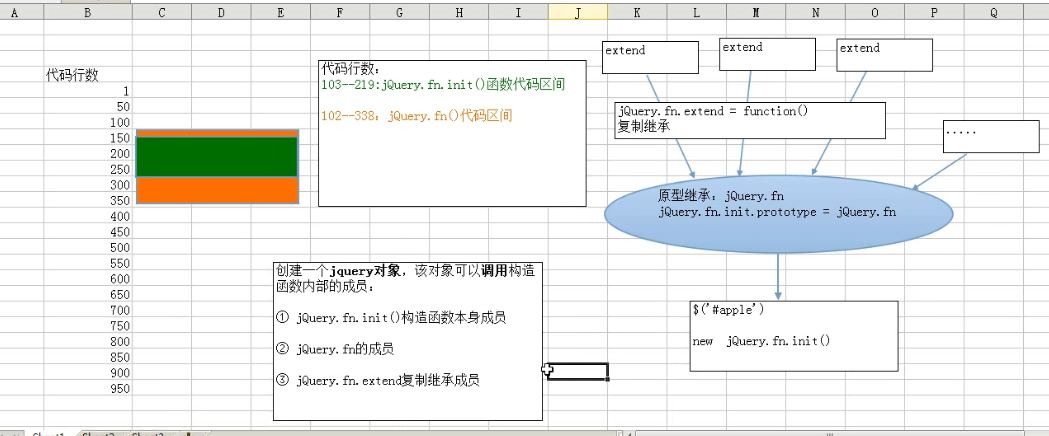 A B C D E F G H I J K L M N O P Q
代码行数
1
50
100
150
200
250
300
350
400
450
500
550
600
650
700
750
800
850
900
950
代码行数:
103--219:jQuery.fn.init()函数代码区间
102--338: jQuery.fn()代码区间
extend
extend
extend
jQuery.fn.extend = function()
复制继承
.....
原型继承: jQuery.fn
jQuery.fn.init.prototype = jQuery.fn
创建一个jquery对象, 该对象可以调用构造
函数内部的成员:
① jQuery.fn.init()构造函数本身成员
② jQuery.fn的成员
③ jQuery.fn.extend复制继承成员
$('#apple')
new jQuery.fn.init()